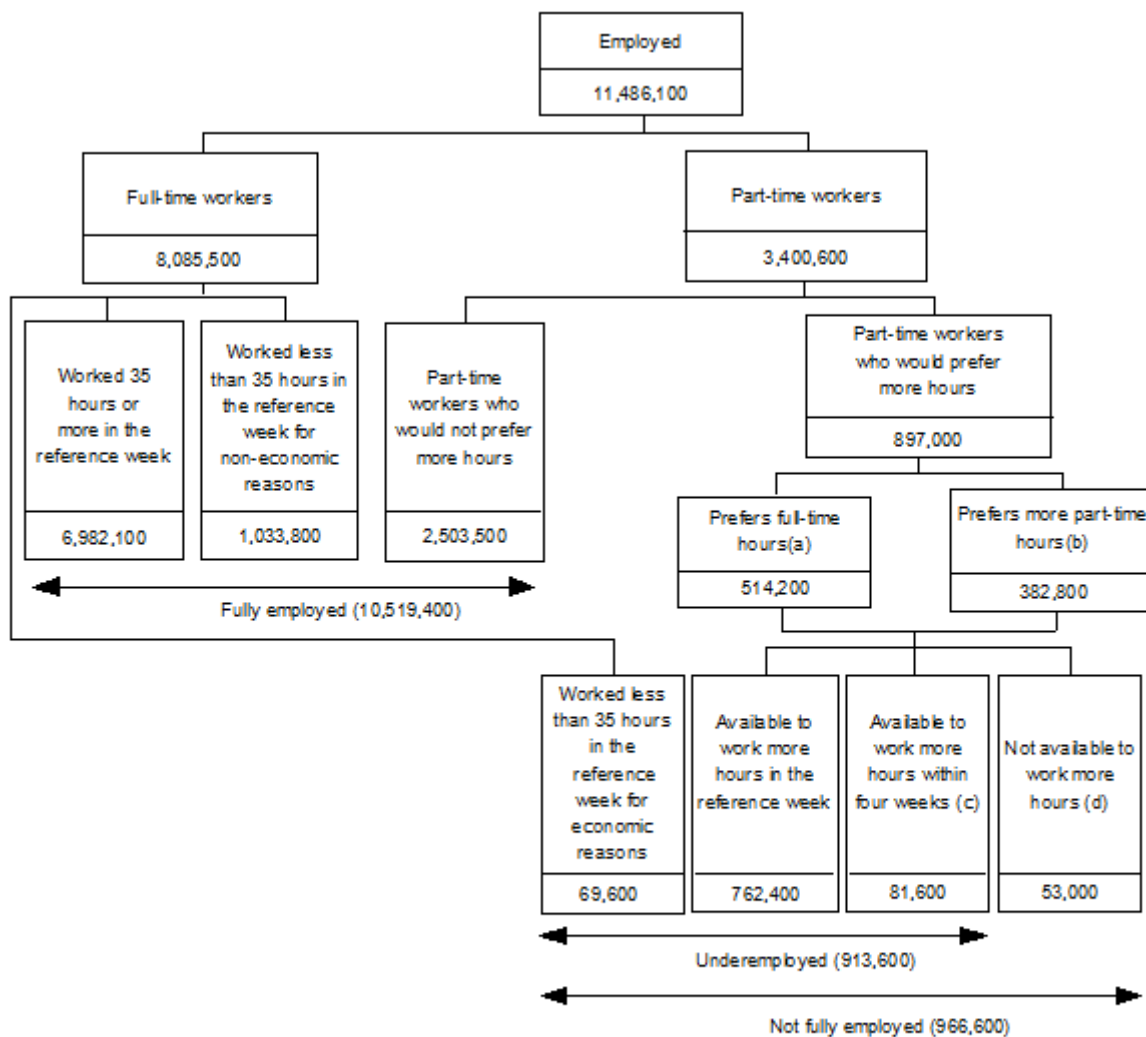 Employed
11,486,100
Full-time workers
8,085,500
Part-time workers
3,400,600
Worked 35
hours or
more in the
reference week
6,982,100
Worked less
than 35 hours in
the reference
week for
non-economic
reasons
1,033,800
Part-time
workers who
would not prefer
more hours
2,503,500
Part-time workers
who would prefer
more hours
897,000
Prefers full-time
hours(a)
514,200
Prefers more part-time
hours(b)
382,800
Fully employed (10,519,400)
Worked less
than 35 hours
in the
reference
week for
economic
reasons
69,600
Available to
work more
hours in the
reference week
762,400
Available to
work more
hours within
four weeks (c)
81,600
Not available to
work more
hours (d)
53,000
Underemployed (913,600)
Not fully employed (966,600)